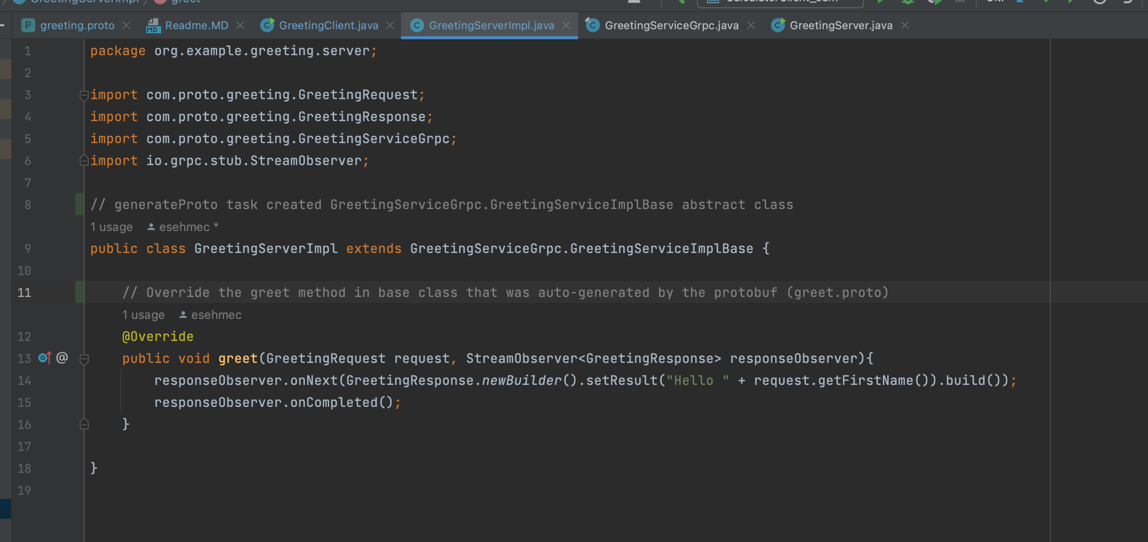 GreetingServerImpl greet
greeting.proto Readme.MD GreetingClient.java GreetingServerImpl.java GreetingServiceGrpc.java GreetingServer.java
1 package org.example.greeting.server;
2
3 import com.proto.greeting.GreetingRequest;
4 import com.proto.greeting.GreetingResponse;
5 import com.proto.greeting.GreetingServiceGrpc;
6 import io.grpc.stub.StreamObserver;
7
8 // generateProto task created GreetingServiceGrpc.GreetingServiceImplBase abstract class
1 usage esehmec *
9 public class GreetingServerImpl extends GreetingServiceGrpc.GreetingServiceImplBase {
10
11 // Override the greet method in base class that was auto-generated by the protobuf (greet.proto)
1 usage esehmec
12 @Override
13 @ public void greet(GreetingRequest request, StreamObserver<GreetingResponse> responseObserver){
14 responseObserver.onNext(GreetingResponse.newBuilder().setResult("Hello " + request.getFirstName()).build());
15 responseObserver.onCompleted();
16 }
17
18 }
19